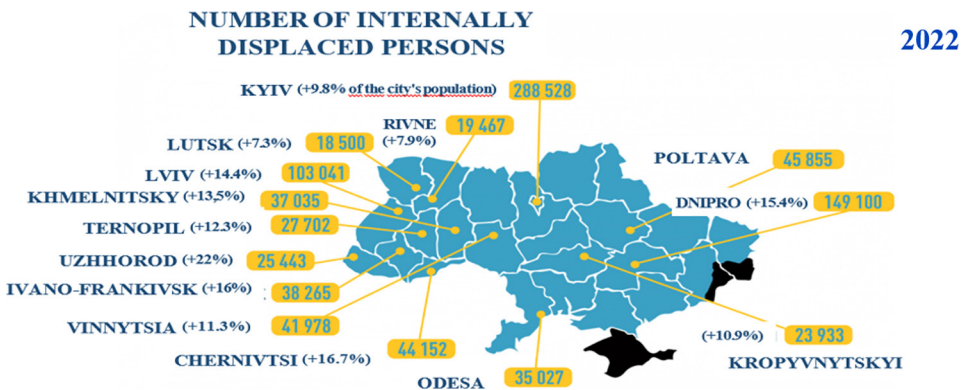 NUMBER OF INTERNALLY
DISPLACED PERSONS
2022
KYIV (+9.8% of the city's population) 288 528
RIVNE 19 467
(+7.9%)
LUTSK (+7.3%) 18 500
LVIV (+14.4%) 103 041
KHMELNITSKY (+13,5%) 37 035
TERNOPIL (+12.3%) 27 702
UZHHOROD (+22%) 25 443
IVANO-FRANKIVSK (+16%) 38 265
VINNYTSIA (+11.3%) 41 978
CHERNIVTSI (+16.7%) 44 152
ODESA 35 027
POLTAVA 45 855
DNIPRO (+15.4%) 149 100
(+10.9%) 23 933
KROPYVNYTSKYI